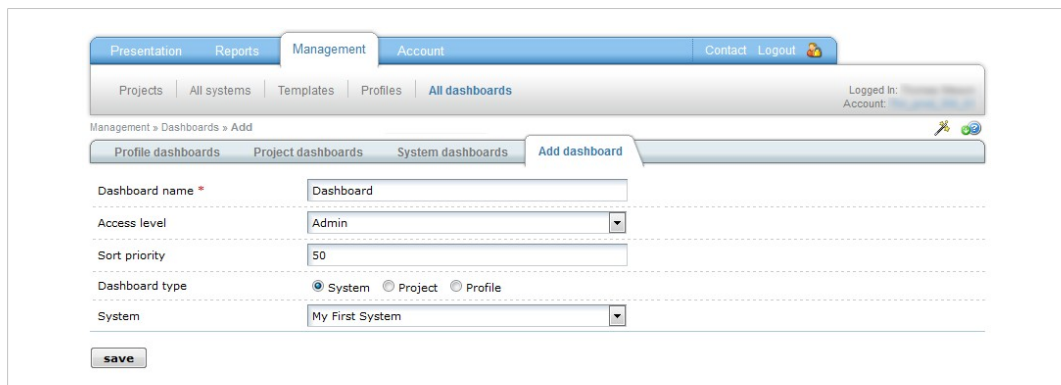 Presentation Reports Management Account Contact Logout
Projects All systems Templates Profiles All dashboards Logged In:
Account:
Management » Dashboards » Add
Profile dashboards Project dashboards System dashboards Add dashboard
Dashboard name * Dashboard
Access level Admin
Sort priority 50
Dashboard type System Project Profile
System My First System
save